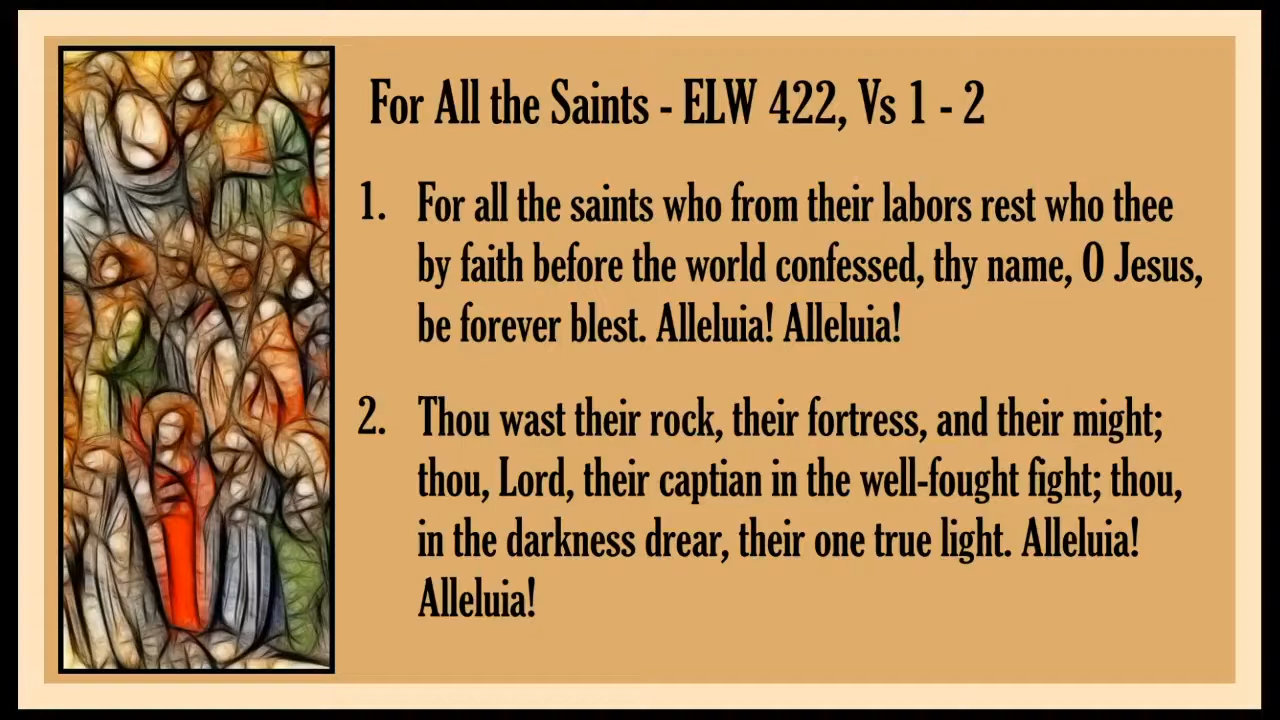 For All the Saints - ELW 422, Vs 1 - 2
1. For all the saints who from their labors rest who thee
by faith before the world confessed, thy name, O Jesus,
be forever blest. Alleluia! Alleluia!
2. Thou wast their rock, their fortress, and their might;
thou, Lord, their captian in the well-fought fight; thou,
in the darkness drear, their one true light. Alleluia!
Alleluia!